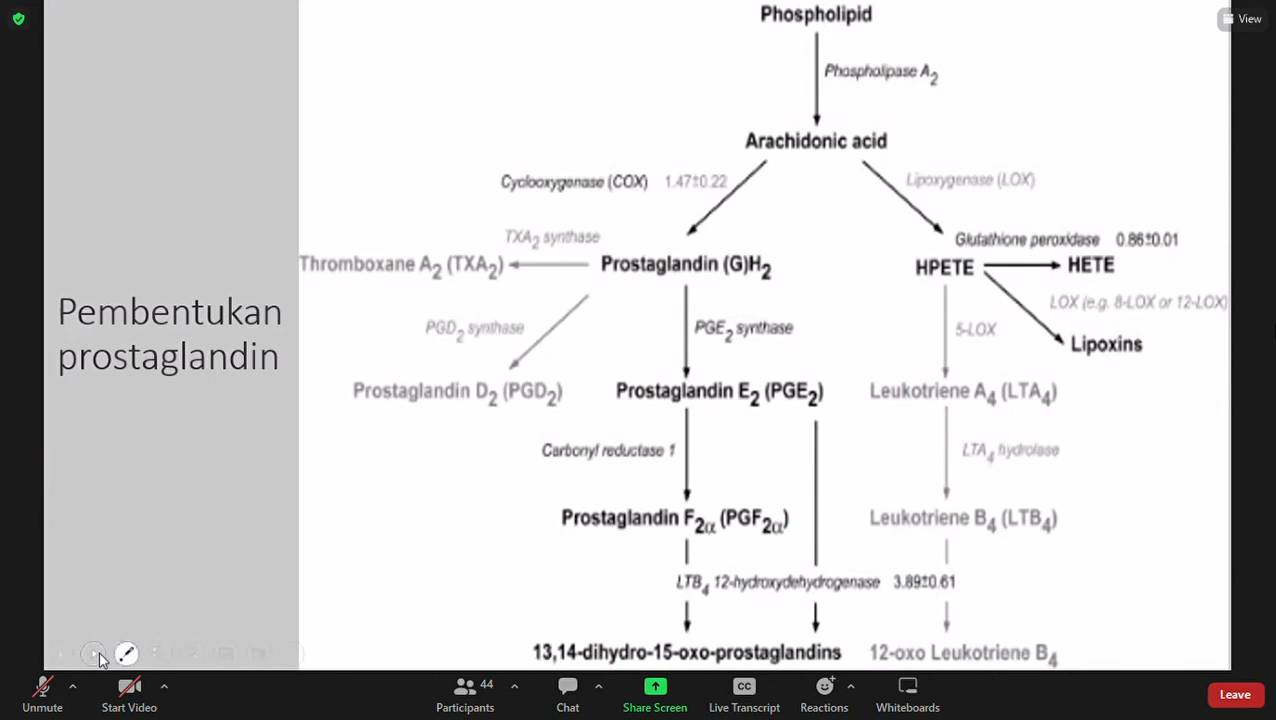 View
Phospholipid
Phospholipase A2
Arachidonic acid
Cyclooxygenase (COX) 1.47±0.22
Lipoxygenase (LOX)
TXA2 synthase
Glutathione peroxidase 0.86±0.01
Thromboxane A2 (TXA2)
Prostaglandin (G)H2
HPETE
HETE
LOX (e.g. 8-LOX or 12-LOX)
Pembentukan
prostaglandin
PGD2 synthase
PGE2 synthase
5-LOX
Lipoxins
Prostaglandin D2 (PGD2)
Prostaglandin E2 (PGE2)
Leukotriene A4 (LTA4)
Carbonyl reductase 1
LTA4 hydrolase
Prostaglandin F2α (PGF2α)
Leukotriene B4 (LTB4)
LTB4 12-hydroxydehydrogenase 3.89±0.61
13,14-dihydro-15-oxo-prostaglandins
12-oxo Leukotriene B4
Unmute
Start Video
44
Participants
Chat
Share Screen
CC
Live Transcript
Reactions
Whiteboards
Leave